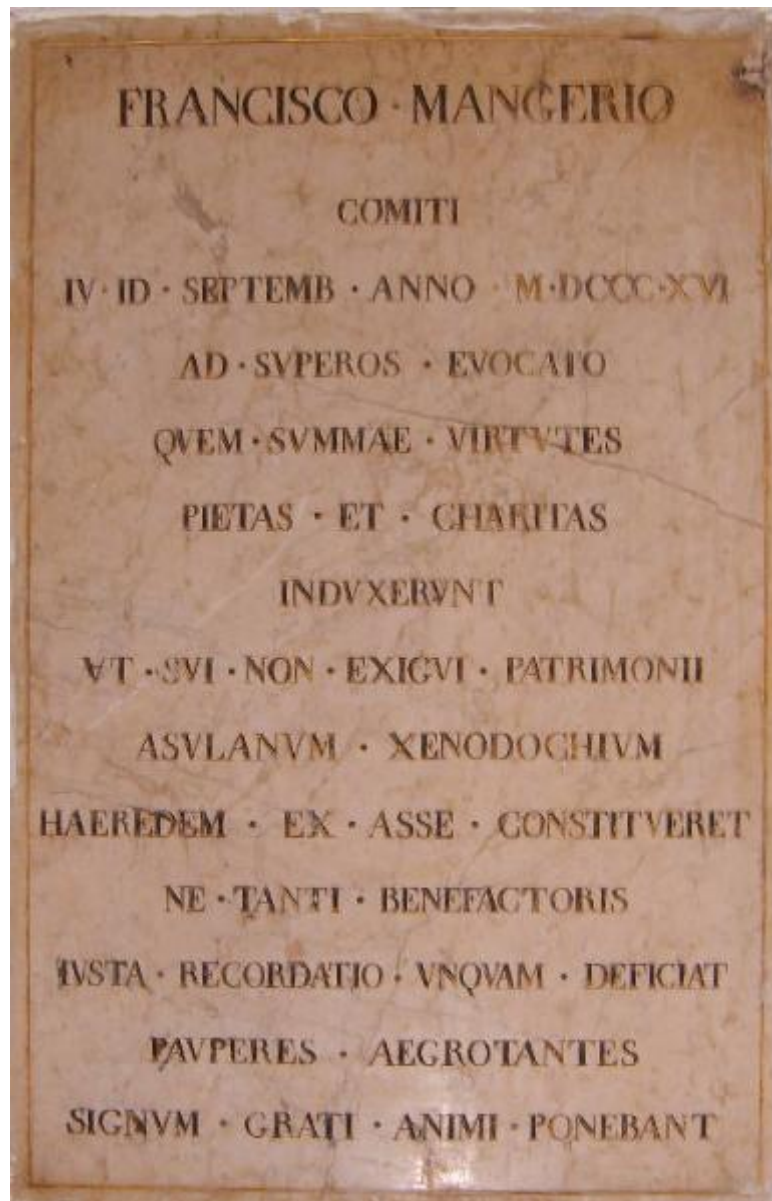 FRANCISCO · MANGERIO
COMITI
IV · ID · SEPTEMB · ANNO · M·DCCC·XVI
AD · SVPEROS · EVOCATO
QVEM · SVMMAE · VIRTVTES
PIETAS · ET · CHARITAS
INDVXERVNT
VT · SVI · NON · EXIGVI · PATRIMONII
ASVLANVM · XENODOCHIVM
HAEREDEM · EX · ASSE · CONSTITVERET
NE · TANTI · BENEFACTORIS
IVSTA · RECORDATIO · VNQVAM · DEFICIAT
PAVPERES · AEGROTANTES
SIGNVM · GRATI · ANIMI · PONEBANT